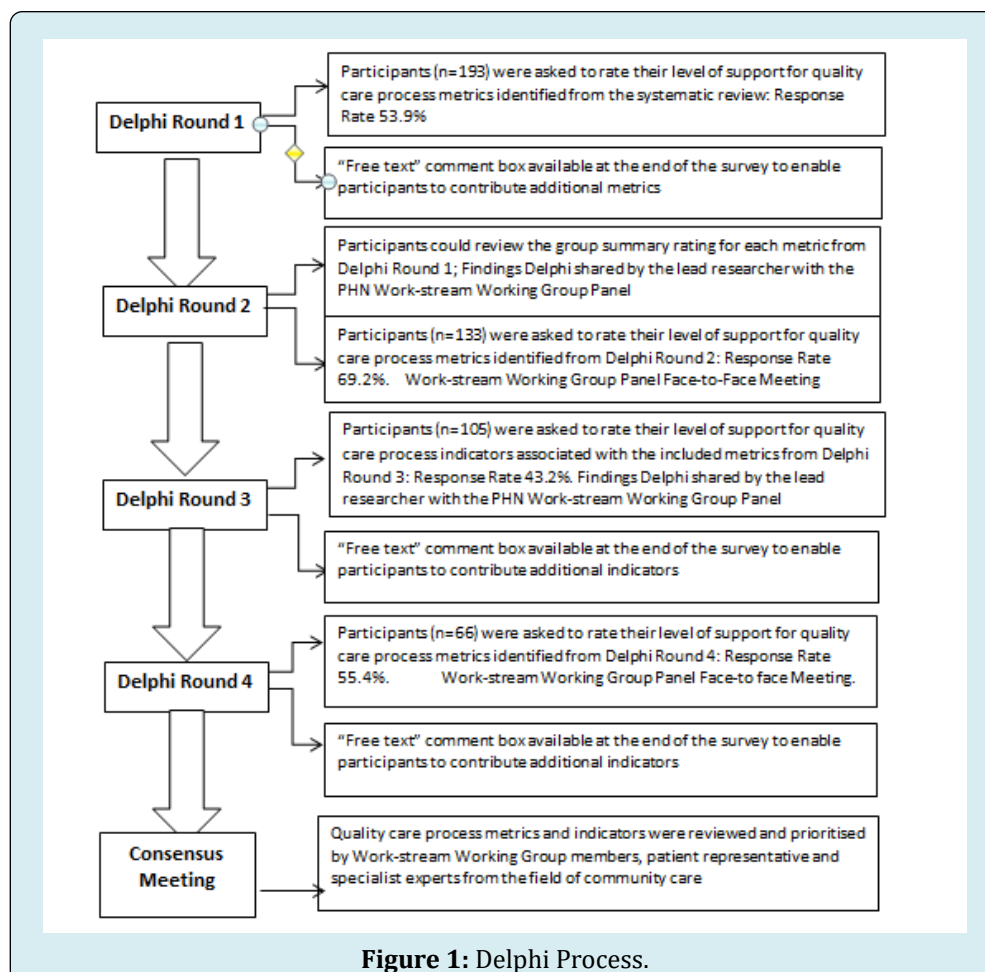 Participants (n=193) were asked to rate their level of support for quality
care process metrics identified from the systematic review: Response
Rate 53.9%
Delphi Round 1
"Free text" comment box available at the end of the survey to enable
participants to contribute additional metrics
Participants could review the group summary rating for each metric from
Delphi Round 1; Findings Delphi shared by the lead researcher with the
PHN Work-stream Working Group Panel
Delphi Round 2
Participants (n=133) were asked to rate their level of support for quality
care process metrics identified from Delphi Round 2: Response Rate
69.2%. Work-stream Working Group Panel Face-to-Face Meeting
Participants (n=105) were asked to rate their level of support for quality
care process indicators associated with the included metrics from Delphi
Round 3: Response Rate 43.2%. Findings Delphi shared by the lead
researcher with the PHN Work-stream Working Group Panel
Delphi Round 3
"Free text" comment box available at the end of the survey to enable
participants to contribute additional indicators
Participants (n=66) were asked to rate their level of support for quality
care process metrics identified from Delphi Round 4: Response Rate
55.4%. Work-stream Working Group Panel Face-to face Meeting.
Delphi Round 4
"Free text" comment box available at the end of the survey to enable
participants to contribute additional indicators
Consensus
Meeting
Quality care process metrics and indicators were reviewed and prioritised
by Work-stream Working Group members, patient representative and
specialist experts from the field of community care
Figure 1: Delphi Process.